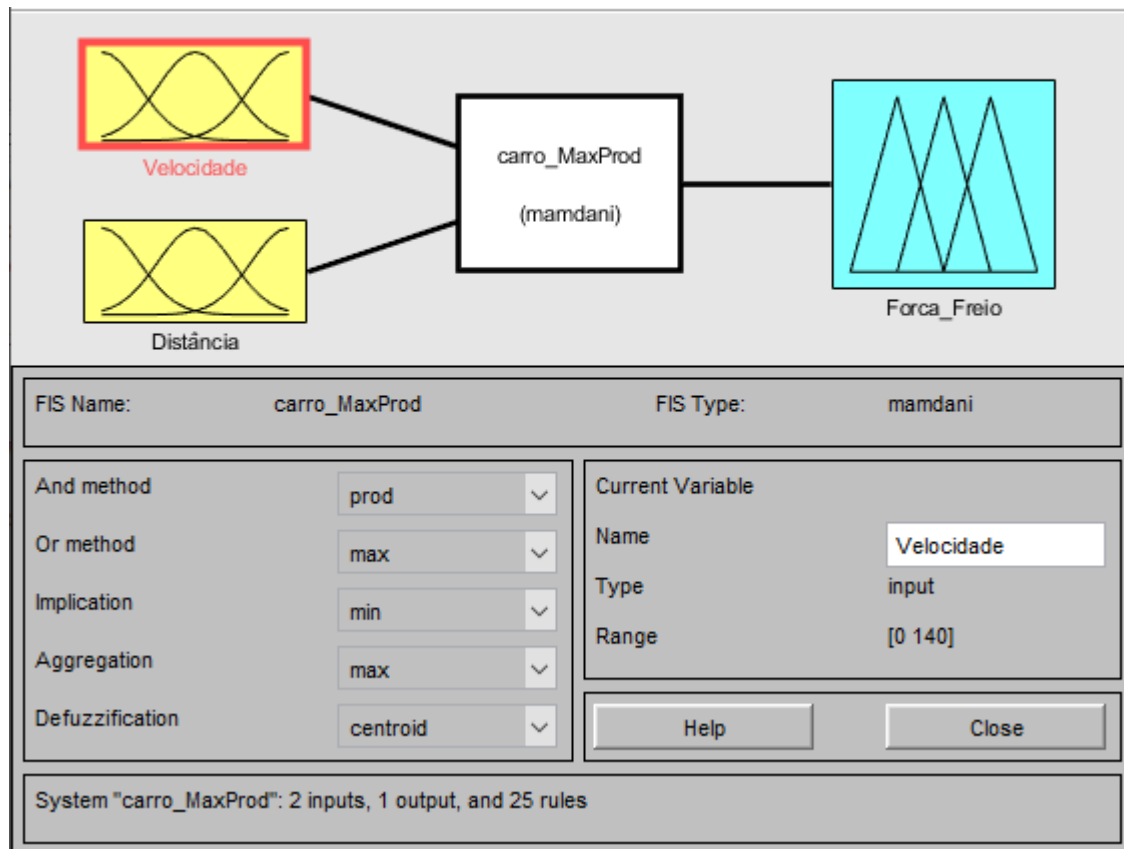 Velocidade
Distância
carro_MaxProd
(mamdani)
Forca_Freio
FIS Name: carro_MaxProd FIS Type: mamdani
And method prod
Or method max
Implication min
Aggregation max
Defuzzification centroid
Current Variable
Name Velocidade
Type input
Range [0 140]
Help Close
System "carro_MaxProd": 2 inputs, 1 output, and 25 rules